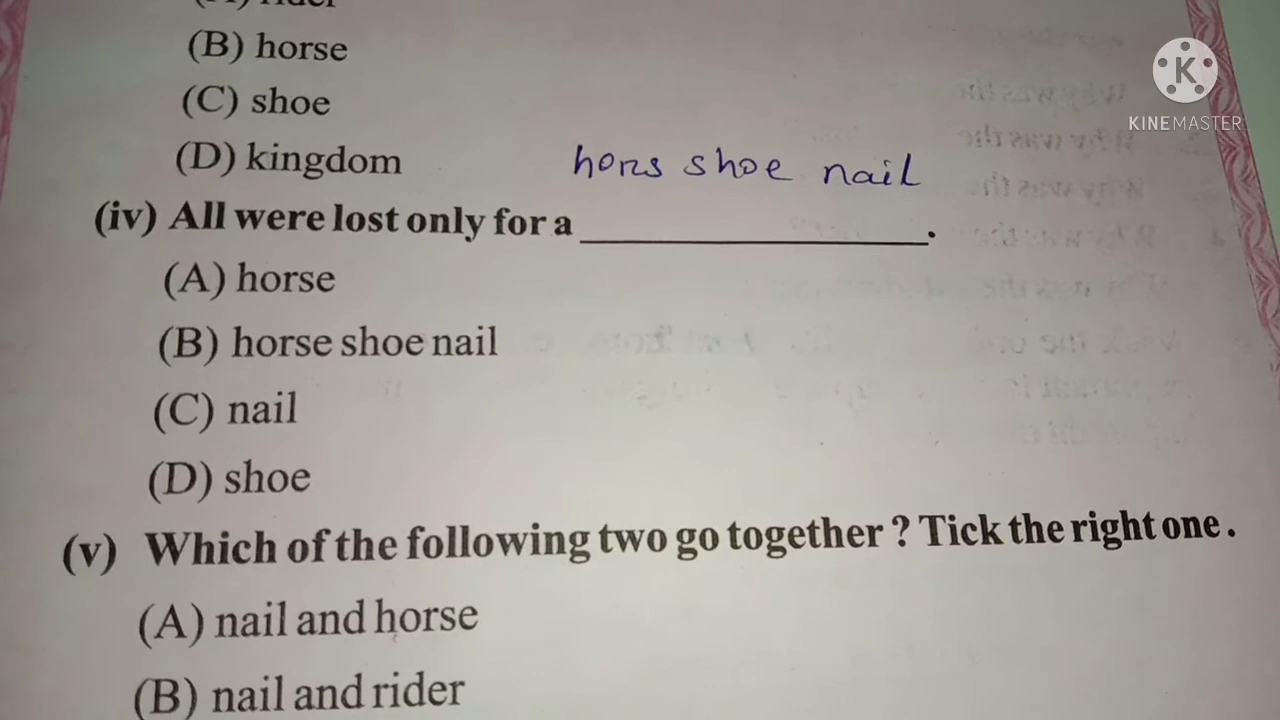 (A) rider
(B) horse
(C) shoe
(D) kingdom
hors shoe nail
(iv) All were lost only for a ______________.
(A) horse
(B) horse shoe nail
(C) nail
(D) shoe
(v) Which of the following two go together ? Tick the right one.
(A) nail and horse
(B) nail and rider
K
KINEMASTER